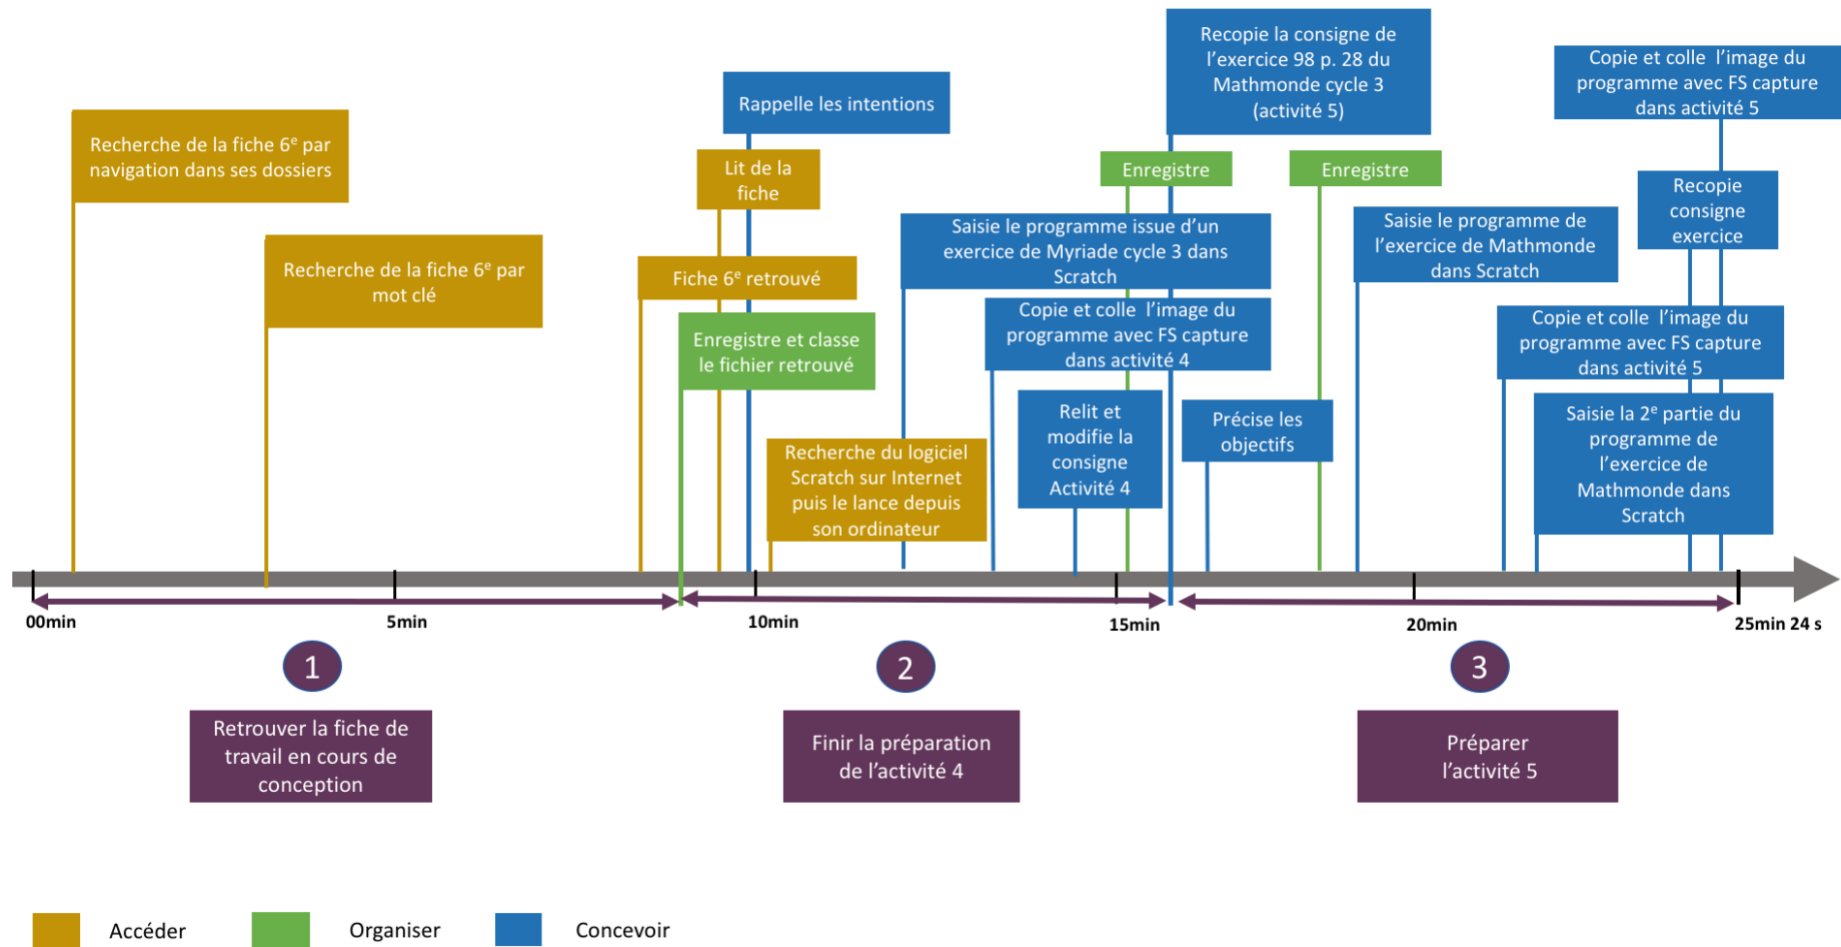 Recopie la consigne de
l’exercice 98 p. 28 du
Mathmonde cycle 3
(activité 5)
Copie et colle l’image du
programme avec FS capture
dans activité 5
Rappelle les intentions
Recherche de la fiche 6e par
navigation dans ses dossiers
Lit de la
fiche
Enregistre
Enregistre
Recopie
consigne
exercice
Saisie le programme issue d’un
exercice de Myriade cycle 3 dans
Scratch
Saisie le programme de
l’exercice de Mathmonde
dans Scratch
Recherche de la fiche 6e par
mot clé
Fiche 6e retrouvé
Copie et colle l’image du
programme avec FS capture
dans activité 4
Copie et colle l’image du
programme avec FS capture
dans activité 5
Enregistre et classe
le fichier retrouvé
Relit et
modifie la
consigne
Activité 4
Précise les
objectifs
Saisie la 2e partie du
programme de
l’exercice de
Mathmonde dans
Scratch
Recherche du logiciel
Scratch sur Internet
puis le lance depuis
son ordinateur
00min
5min
10min
15min
20min
25min 24 s
1
2
3
Retrouver la fiche de
travail en cours de
conception
Finir la préparation
de l’activité 4
Préparer
l’activité 5
Accéder
Organiser
Concevoir